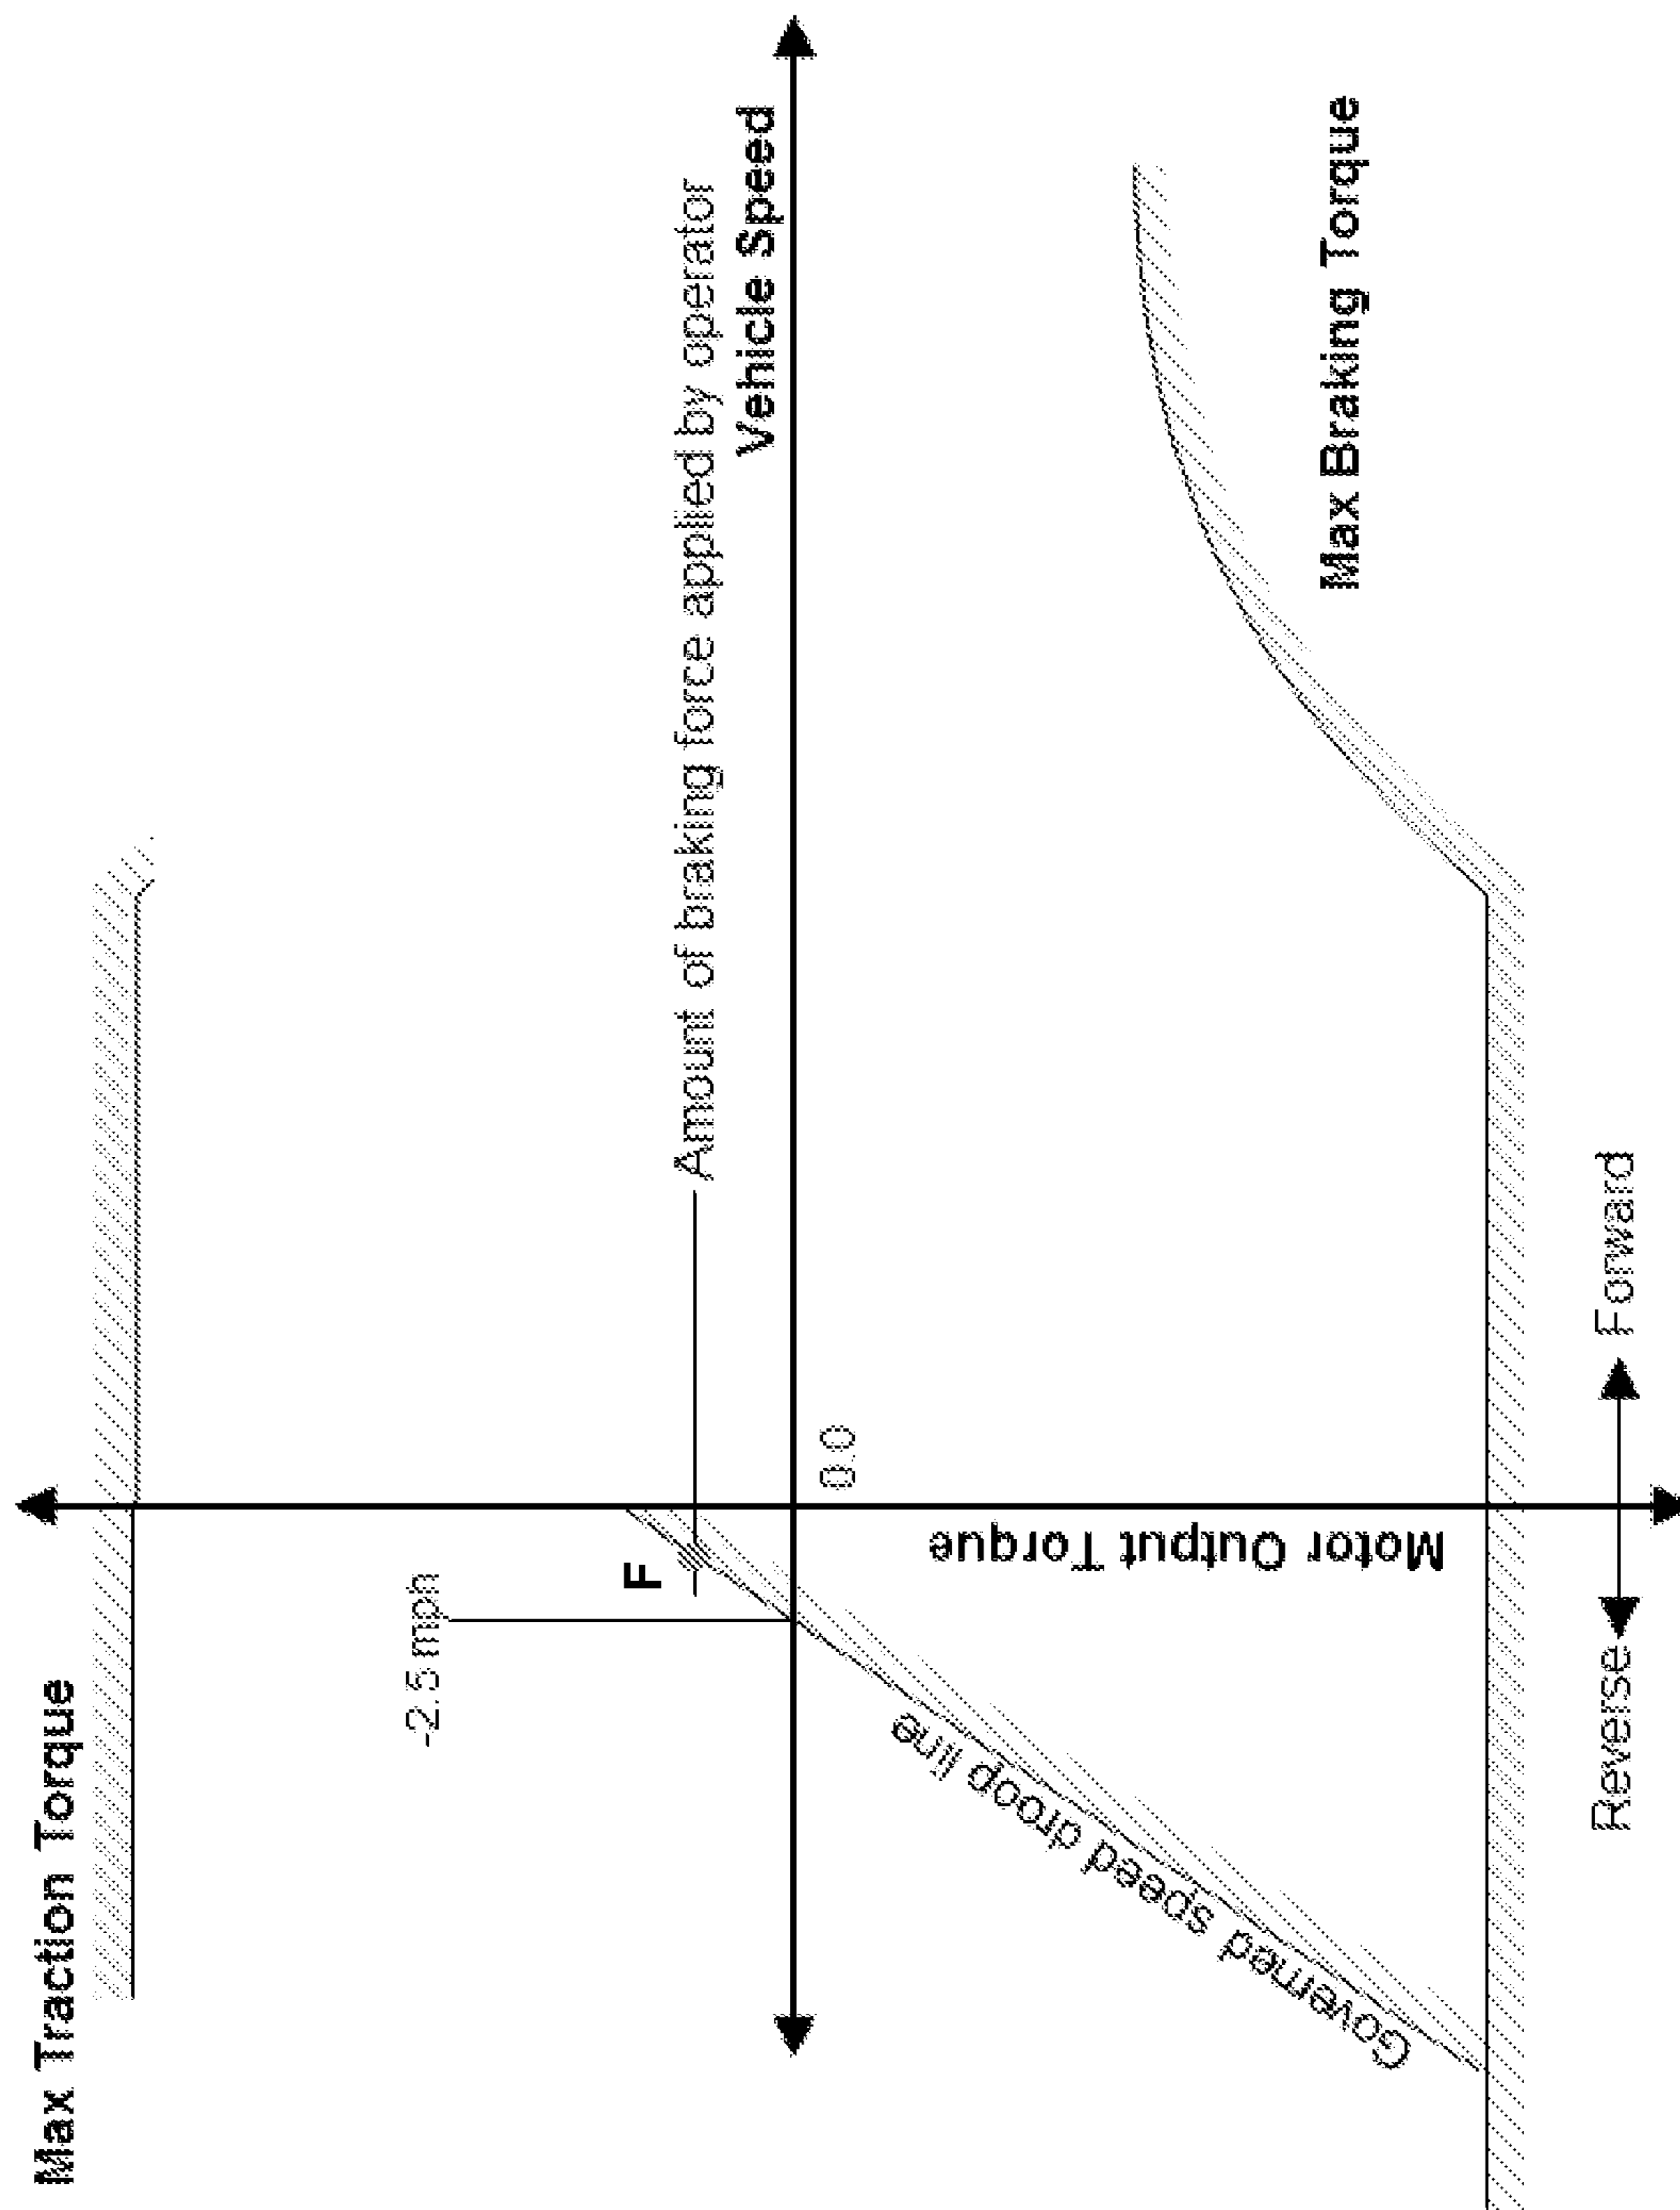 Max Traction Torque
-2.5 mph
F
Amount of braking force applied by operator
Vehicle Speed
0.0
Motor Output Torque
Governed speed droop line
Max Braking Torque
Reverse
Forward